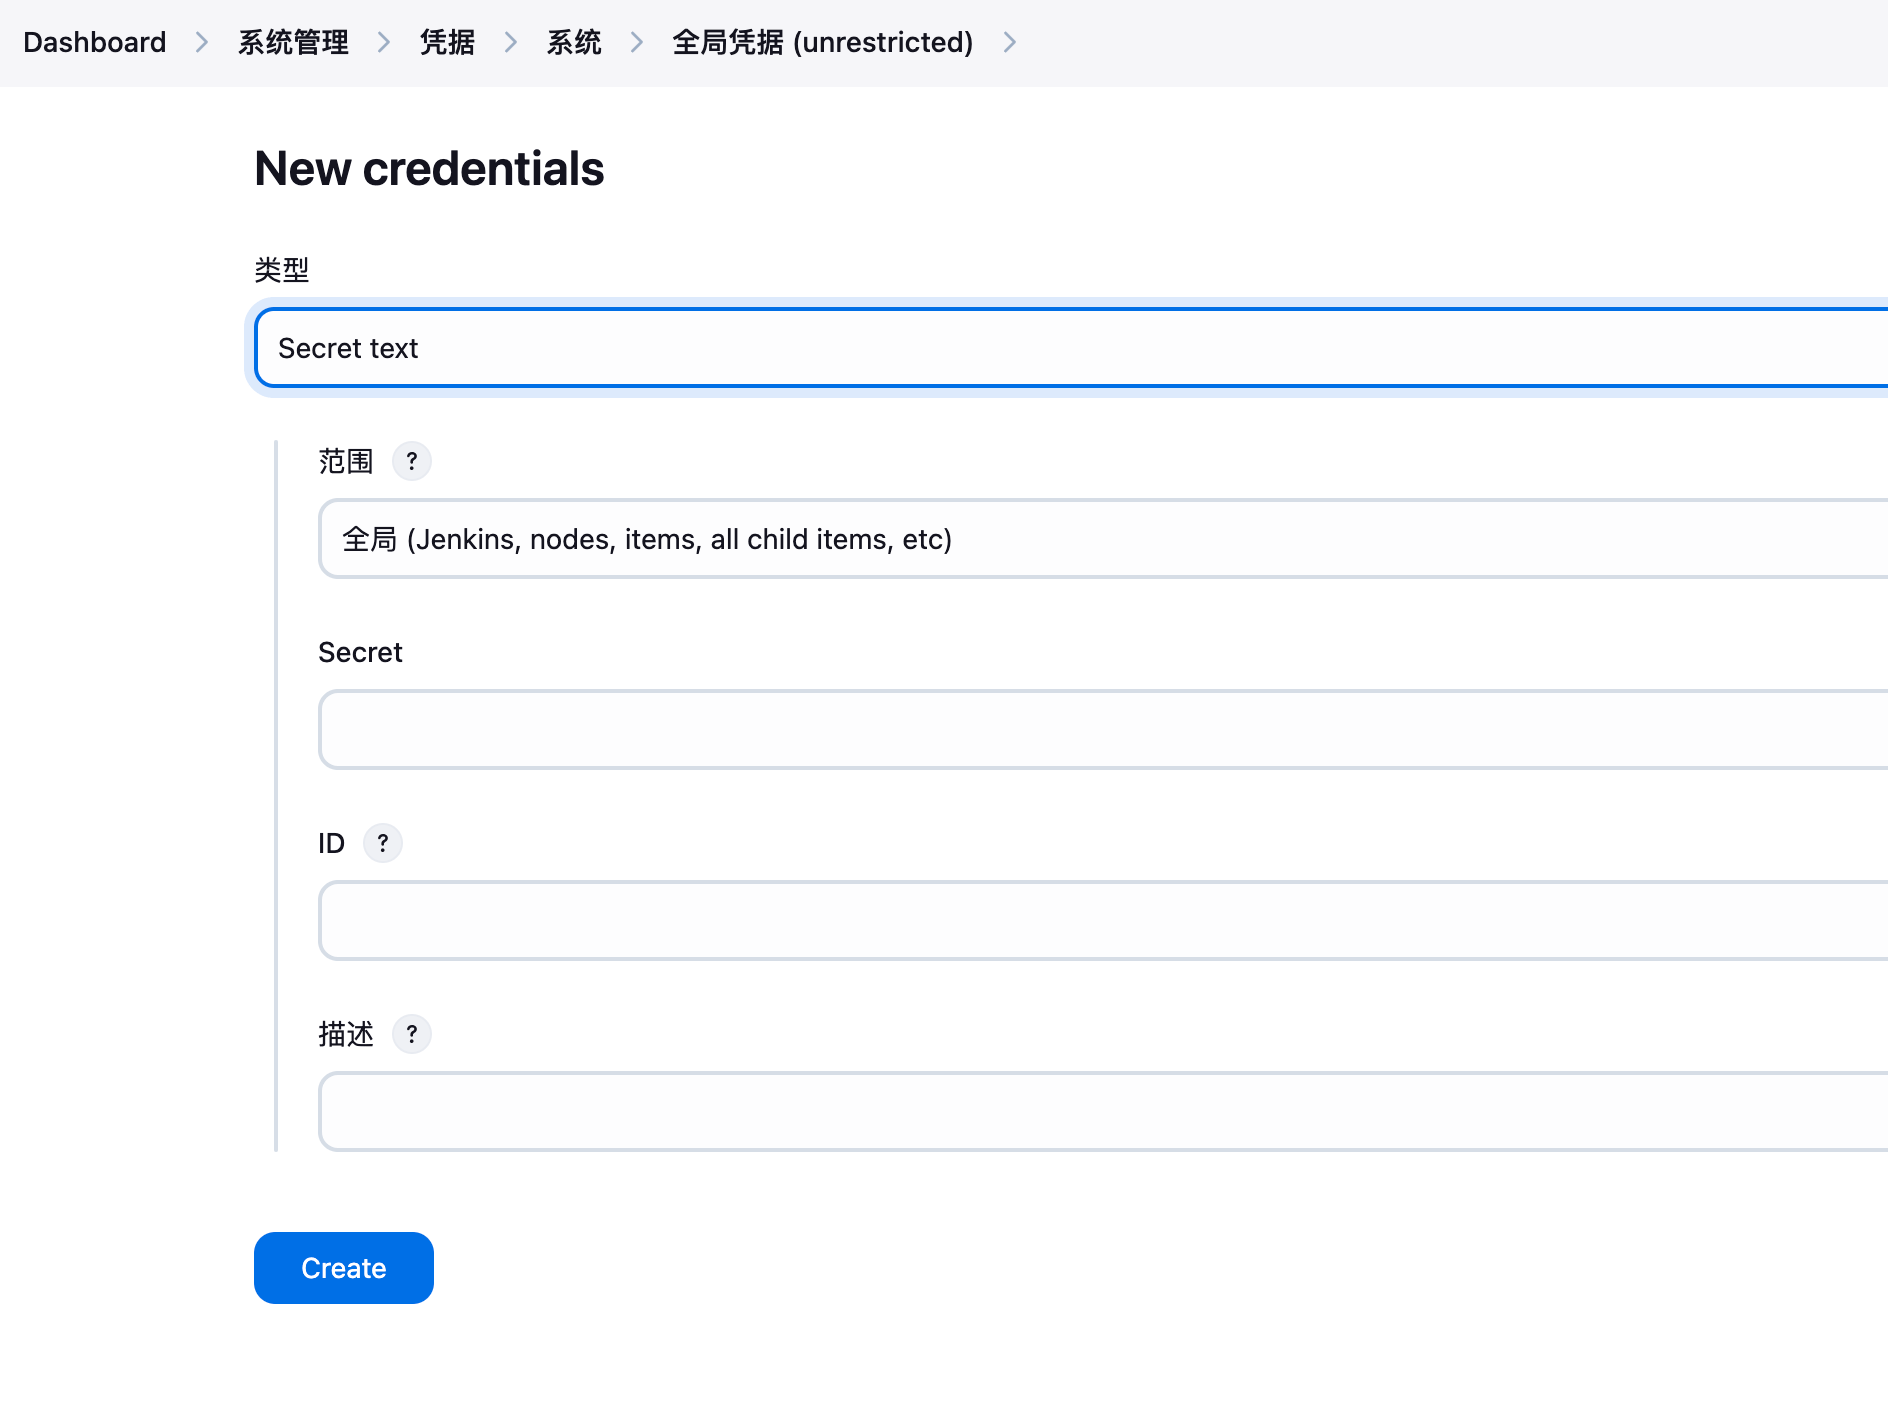 Dashboard > 系统管理 > 凭据 > 系统 > 全局凭据 (unrestricted) >
New credentials
类型
Secret text
范围 ?
全局 (Jenkins, nodes, items, all child items, etc)
Secret
ID ?
描述 ?
Create